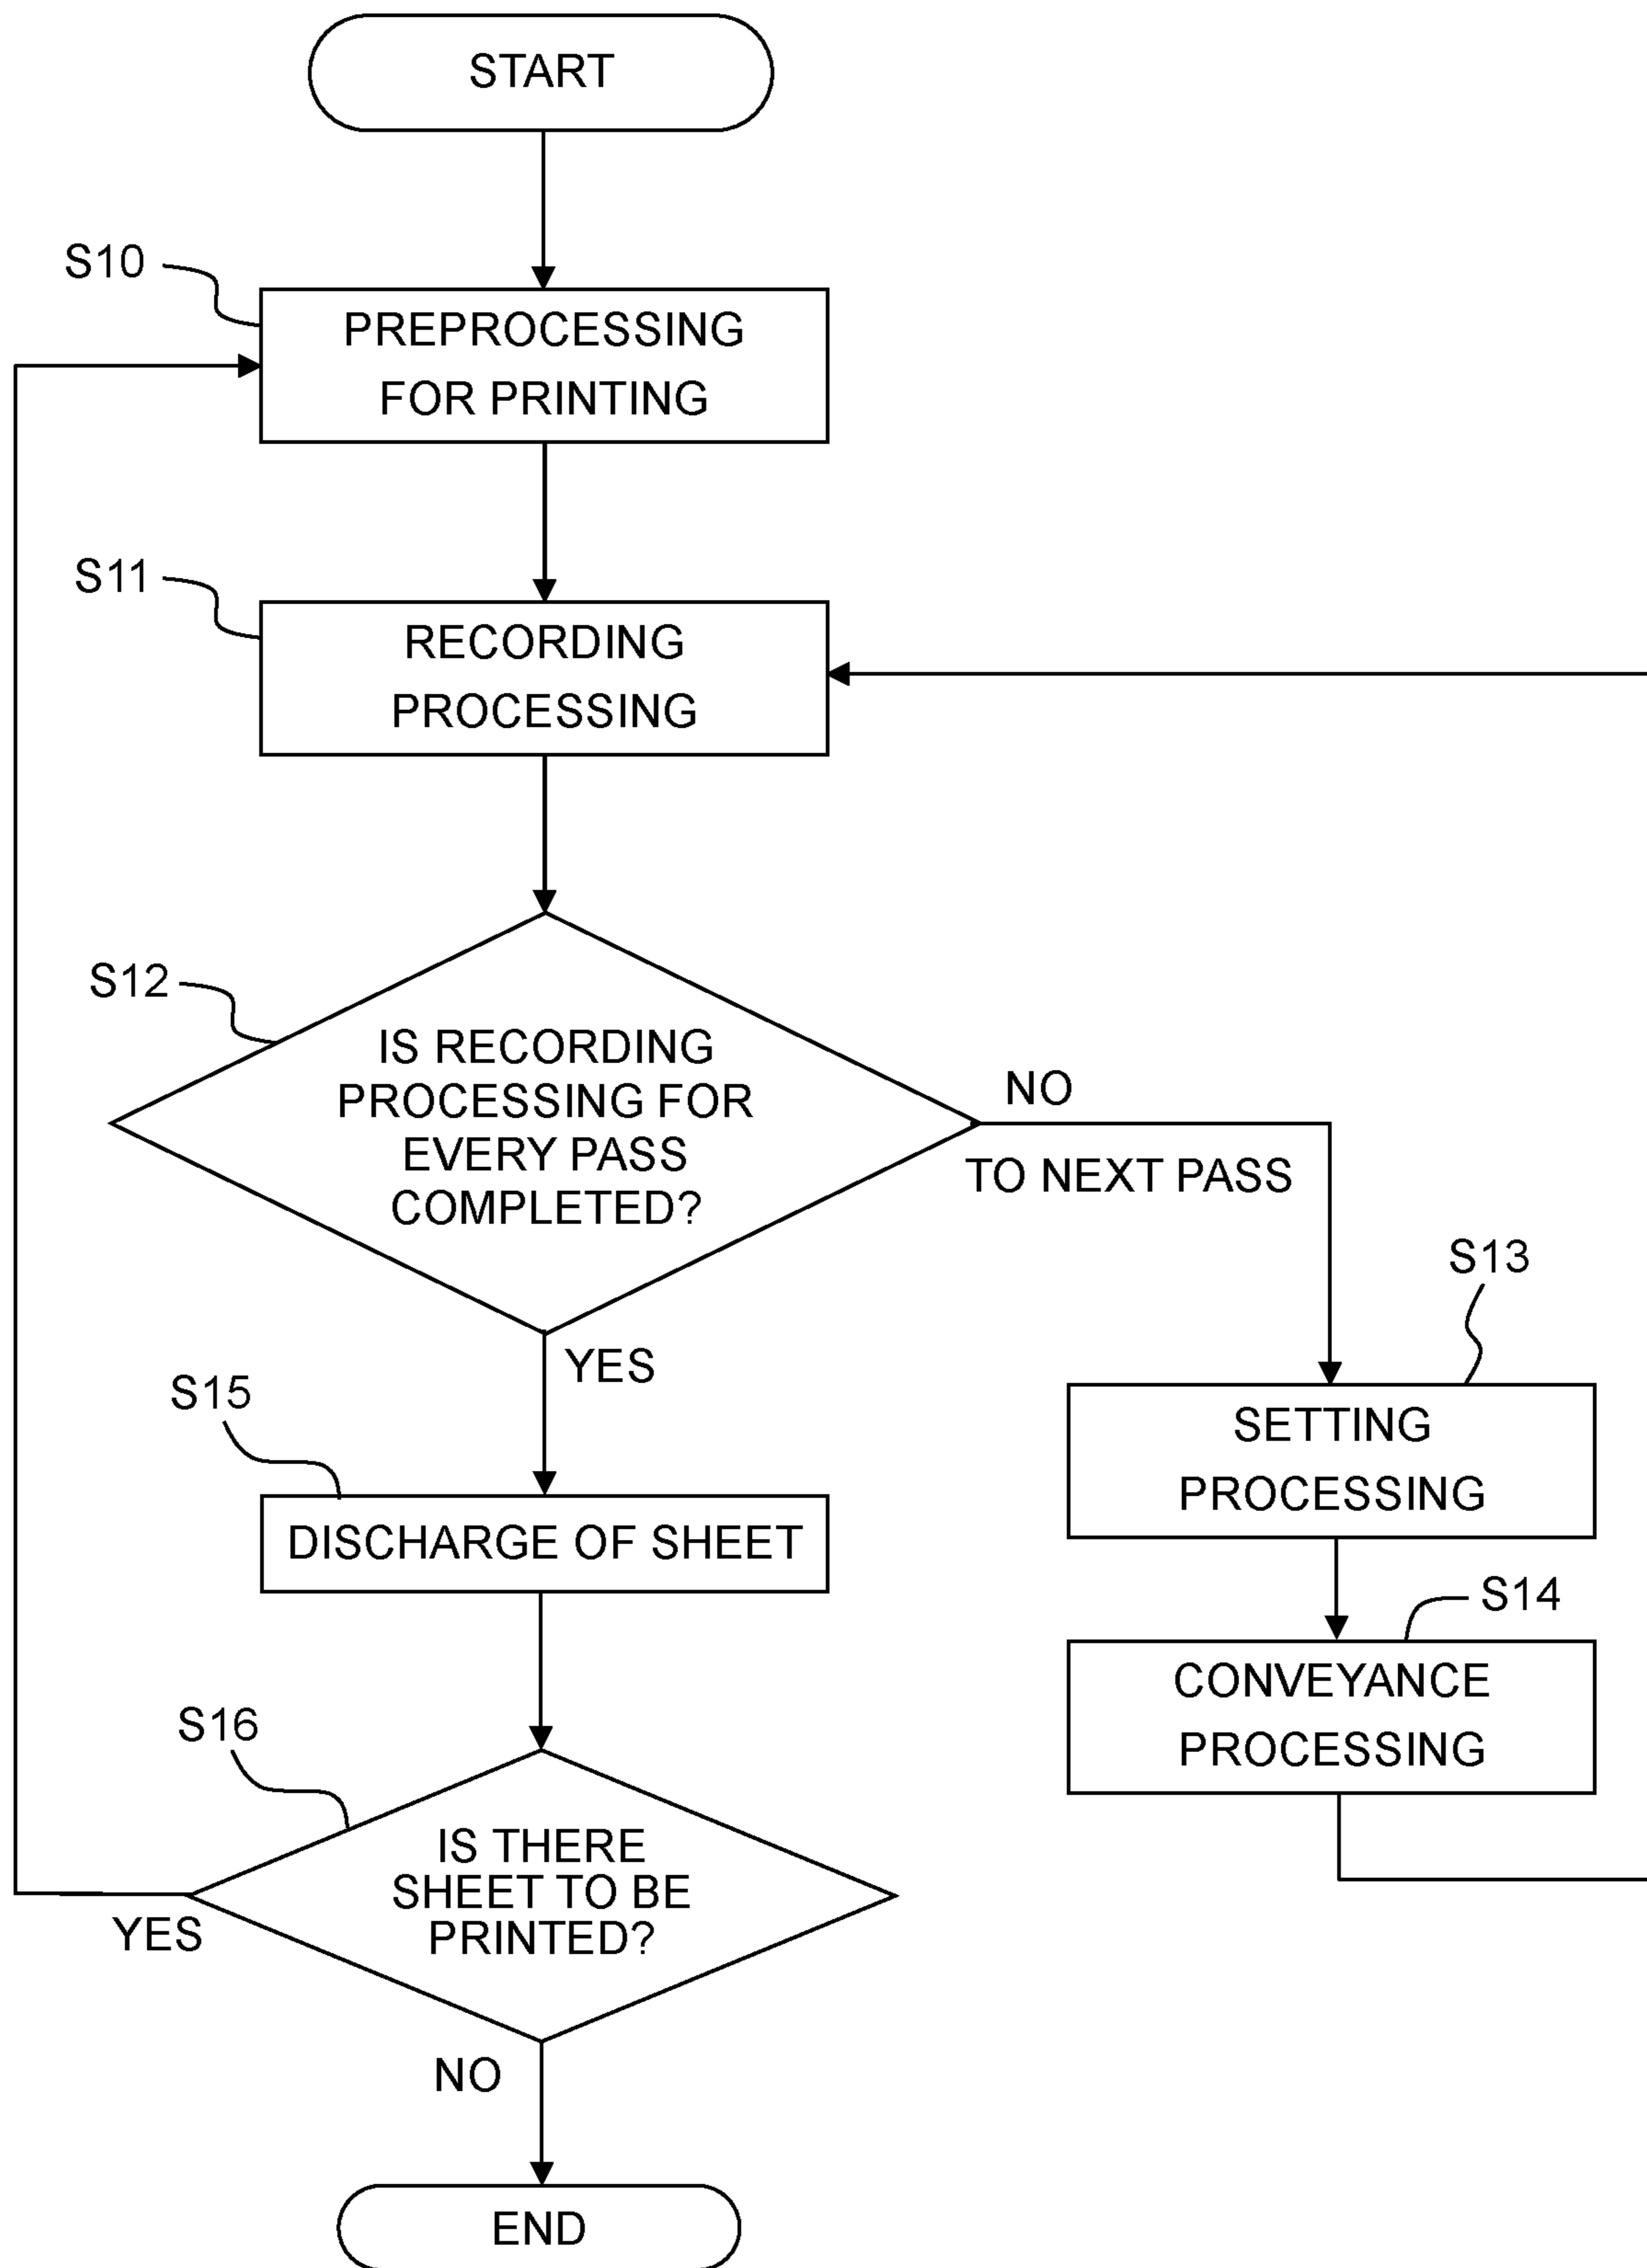 START
S10
PREPROCESSING
FOR PRINTING
S11
RECORDING
PROCESSING
S12
IS RECORDING
PROCESSING FOR
EVERY PASS
COMPLETED?
NO
TO NEXT PASS
YES
S13
SETTING
PROCESSING
S14
CONVEYANCE
PROCESSING
S15
DISCHARGE OF SHEET
S16
IS THERE
SHEET TO BE
PRINTED?
YES
NO
END